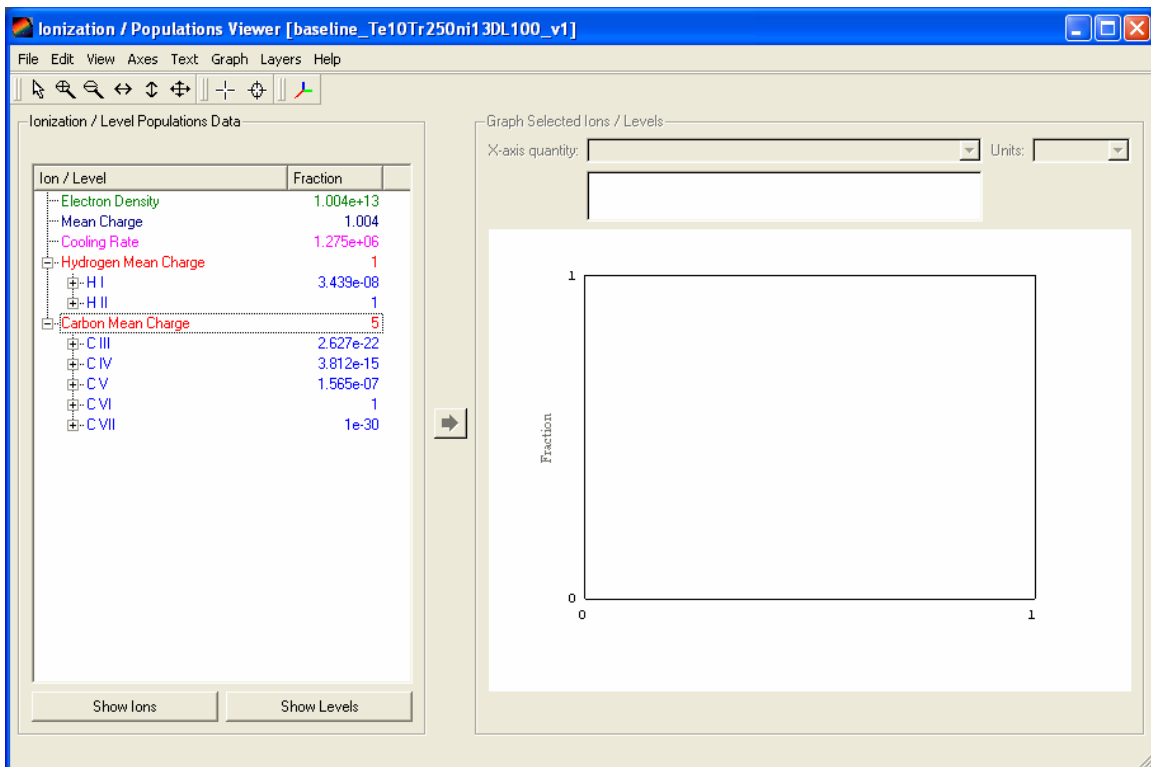 Ionization / Populations Viewer [baseline_Te10Tr250ni13DL100_v1]
File Edit View Axes Text Graph Layers Help
Ionization / Level Populations Data
Ion / Level Fraction
Electron Density 1.004e+13
Mean Charge 1.004
Cooling Rate 1.275e+06
Hydrogen Mean Charge 1
H I 3.439e-08
H II 1
Carbon Mean Charge 5
C III 2.627e-22
C IV 3.812e-15
C V 1.565e-07
C VI 1
C VII 1e-30
Show Ions Show Levels
Graph Selected Ions / Levels
X-axis quantity: Units:
1
Fraction
0
0 1